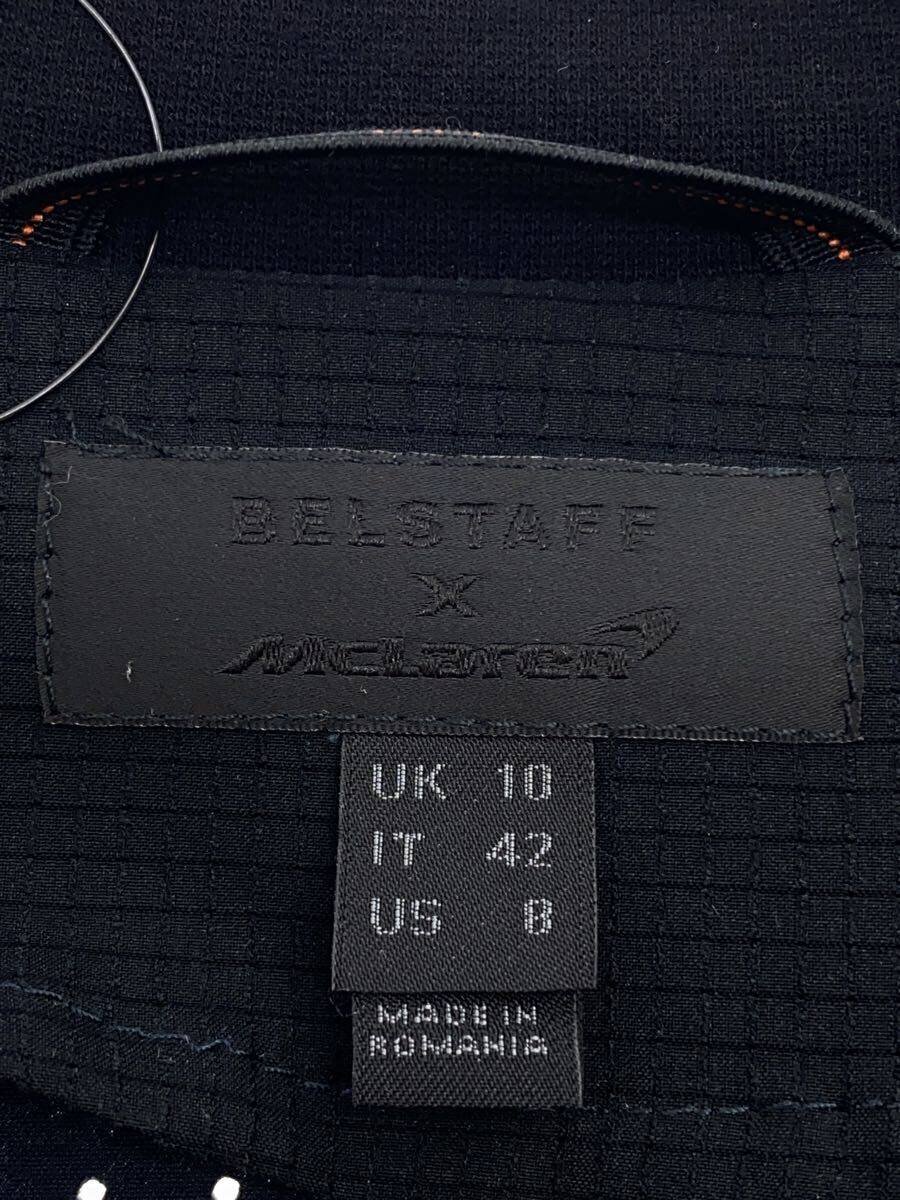 BELSTAFF
X
McLaren
UK 10
IT 42
US 8
MADE IN
ROMANIA